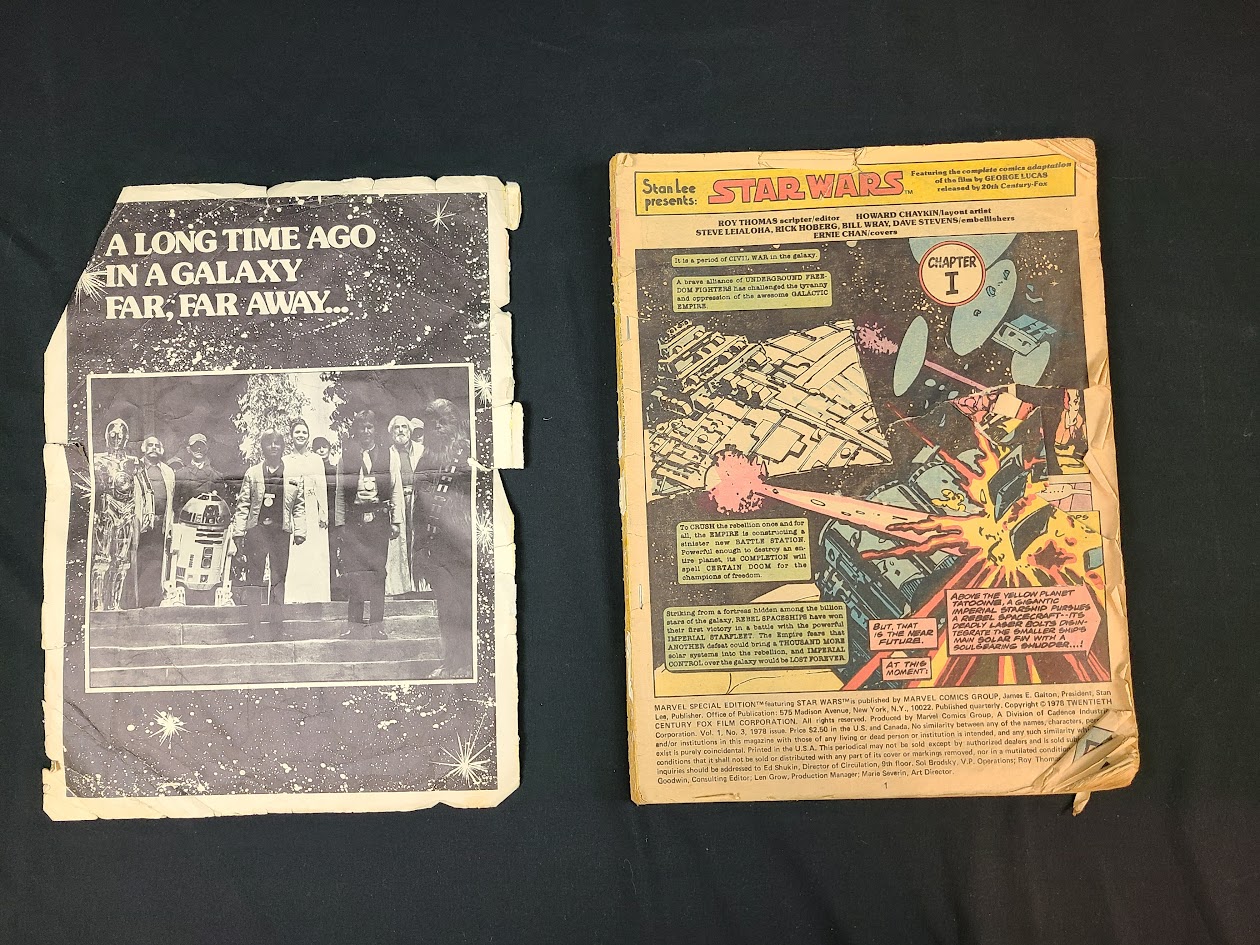 A LONG TIME AGO
IN A GALAXY
FAR, FAR AWAY...
Stan Lee
presents:
STAR WARS™
Featuring the complete comics adaptation
of the film by GEORGE LUCAS
released by 20th Century-Fox
ROY THOMAS scripter/editor HOWARD CHAYKIN/layout artist
STEVE LEIALOHA, RICK HOBERG, BILL WRAY, DAVE STEVENS/embellishers
ERNIE CHAN/covers
CHAPTER
I
It is a period of CIVIL WAR in the galaxy.
A brave alliance of UNDERGROUND FREE-
DOM FIGHTERS has challenged the tyranny
and oppression of the awesome GALACTIC
EMPIRE.
To CRUSH the rebellion once and for
all, the EMPIRE is constructing a
sinister new BATTLE STATION.
Powerful enough to destroy an en-
tire planet, its COMPLETION will
spell CERTAIN DOOM for the
champions of freedom.
Striking from a fortress hidden among the billion
stars of the galaxy, REBEL SPACESHIPS have won
their first victory in a battle with the powerful
IMPERIAL STARFLEET. The Empire fears that
ANOTHER defeat could bring a THOUSAND MORE
solar systems into the rebellion, and IMPERIAL
CONTROL over the galaxy would be LOST FOREVER.
BUT, THAT
IS THE NEAR
FUTURE.
AT THIS
MOMENT:
ABOVE THE YELLOW PLANET
TATOOINE, A GIGANTIC
IMPERIAL STARSHIP PURSUES
A REBEL SPACECRAFT--ITS
DEADLY LASER BOLTS DISIN-
TEGRATE THE SMALLER SHIP'S
MAIN SOLAR FIN WITH A
SOULSEARING SHUDDER...!
MARVEL SPECIAL EDITION™ featuring STAR WARS™ is published by MARVEL COMICS GROUP, James E. Galton, President, Stan
Lee, Publisher. Office of Publication: 575 Madison Avenue, New York, N.Y., 10022. Published quarterly. Copyright © 1978 TWENTIETH
CENTURY FOX FILM CORPORATION. All rights reserved. Produced by Marvel Comics Group, A Division of Cadence Industries
Corporation. Vol. 1, No. 3, 1978 issue. Price $2.50 in the U.S. and Canada. No similarity between any of the names, characters,
and/or institutions in this magazine with those of any living or dead person or institution is intended, and any such similarity
exist is purely coincidental. Printed in the U.S.A. This periodical may not be sold except by authorized dealers and is sold
conditions that it shall not be sold or distributed with any part of its cover or markings removed, nor in a mutilated condition
inquiries should be addressed to Ed Shukin, Director of Circulation, 9th floor. Sol Brodsky, V.P. Operations; Roy
Goodwin, Consulting Editor; Len Grow, Production Manager; Marie Severin, Art Director.
1